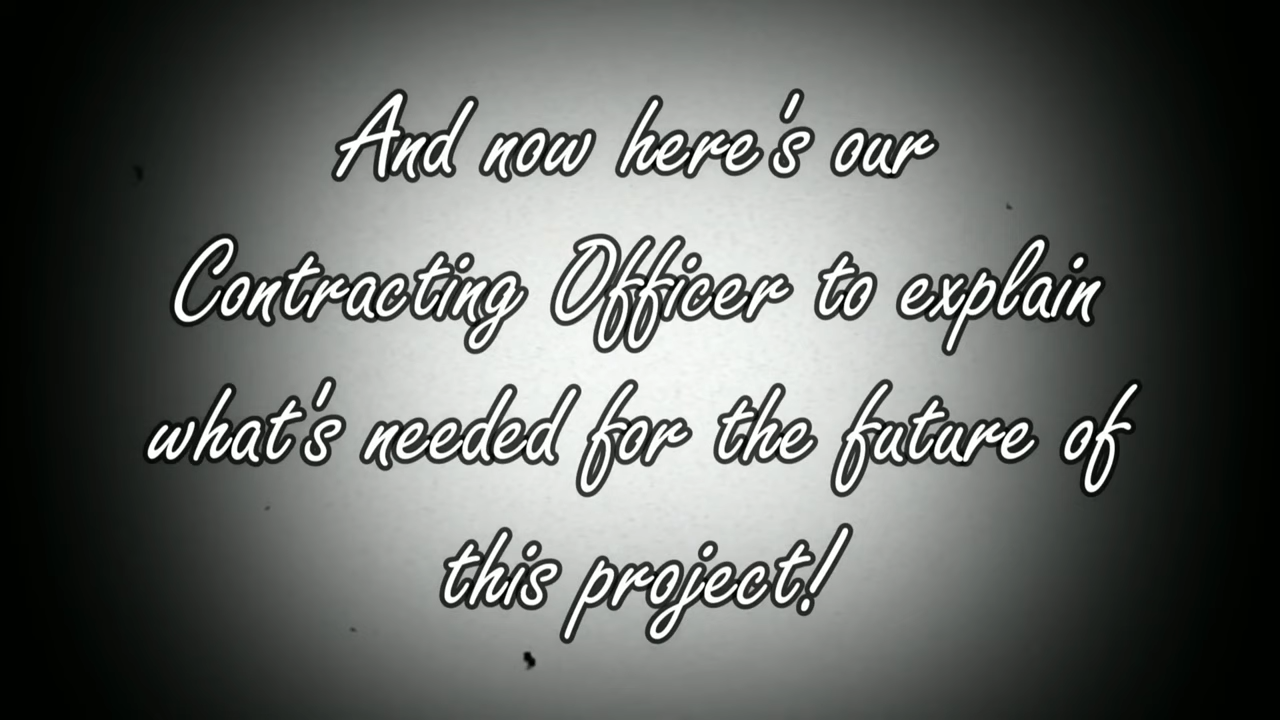 And now here's our
Contracting Officer to explain
what's needed for the future of
this project!